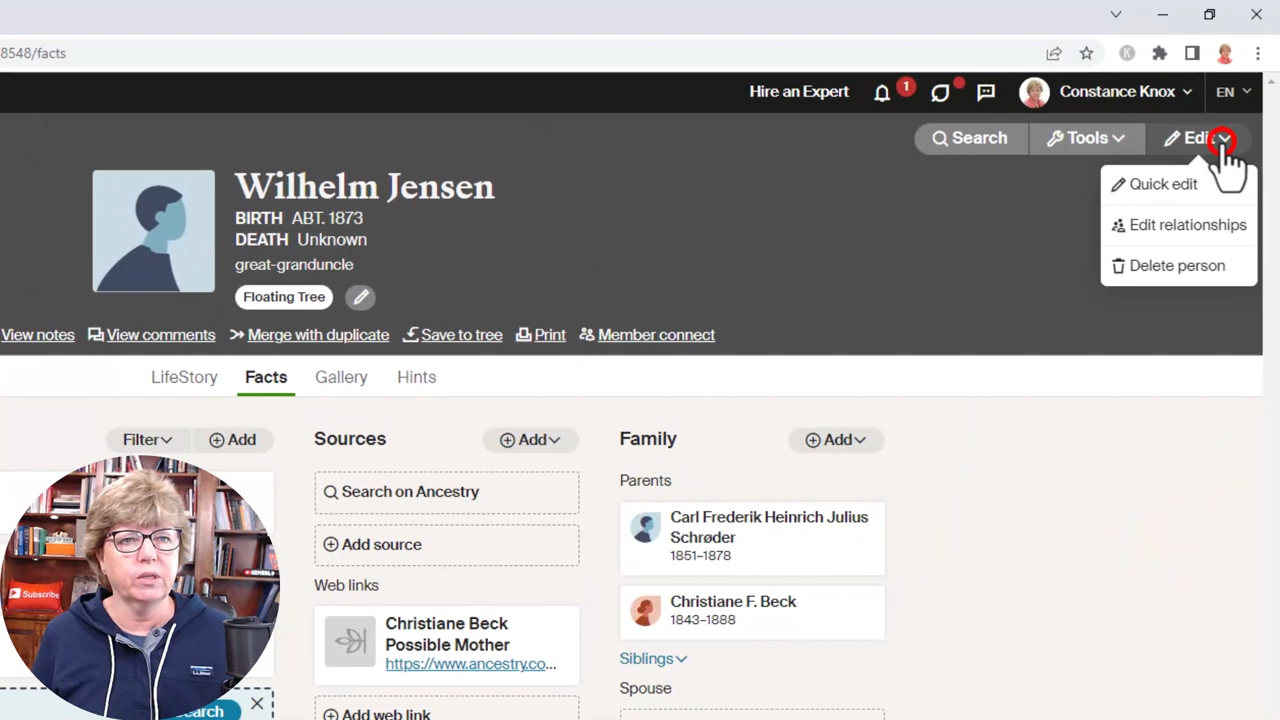 8548/facts
Hire an Expert
1
Constance Knox
EN
Search
Tools
Edit
Quick edit
Edit relationships
Delete person
Wilhelm Jensen
BIRTH ABT. 1873
DEATH Unknown
great-granduncle
Floating Tree
View notes
View comments
Merge with duplicate
Save to tree
Print
Member connect
LifeStory
Facts
Gallery
Hints
Filter
Add
Sources
Add
Search on Ancestry
Add source
Web links
Christiane Beck
Possible Mother
https://www.ancestry.co...
Add web link
Family
Add
Parents
Carl Frederik Heinrich Julius
Schrøder
1851–1878
Christiane F. Beck
1843–1888
Siblings
Spouse
Subscribe